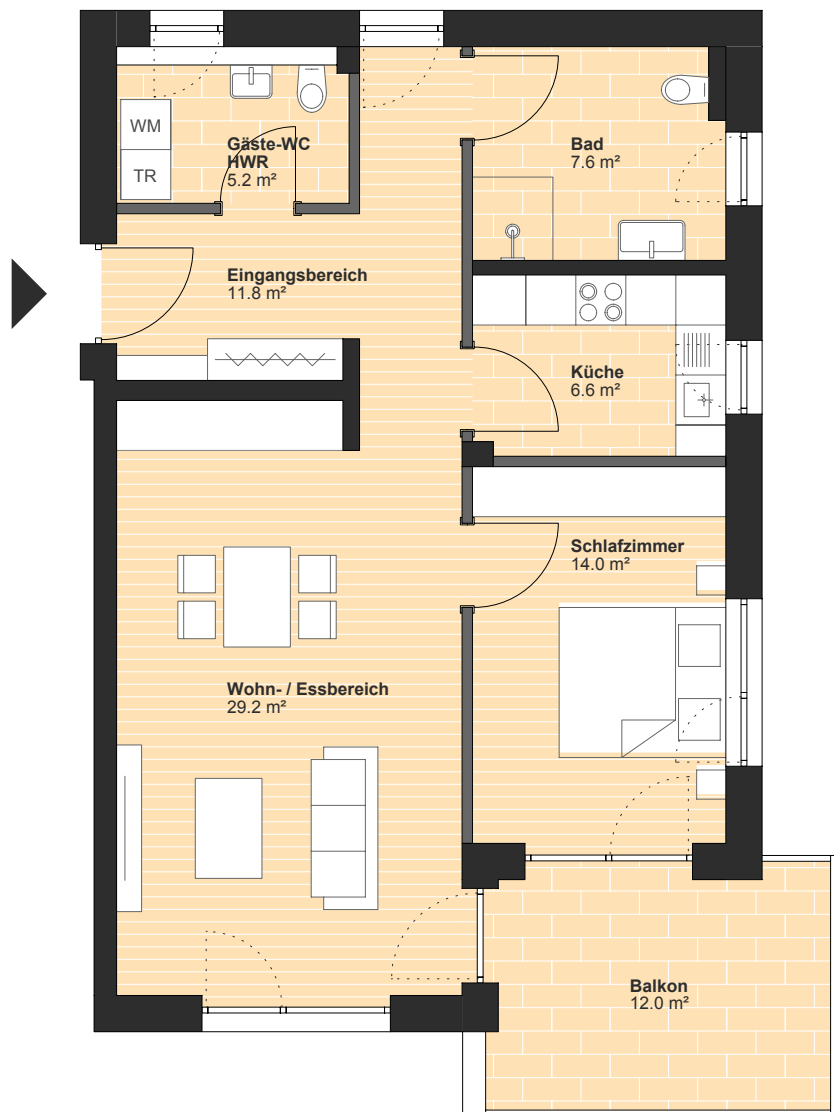 WM
TR
Gäste-WC
HWR
5.2 m²
Bad
7.6 m²
Eingangsbereich
11.8 m²
Küche
6.6 m²
Schlafzimmer
14.0 m²
Wohn- / Essbereich
29.2 m²
Balkon
12.0 m²